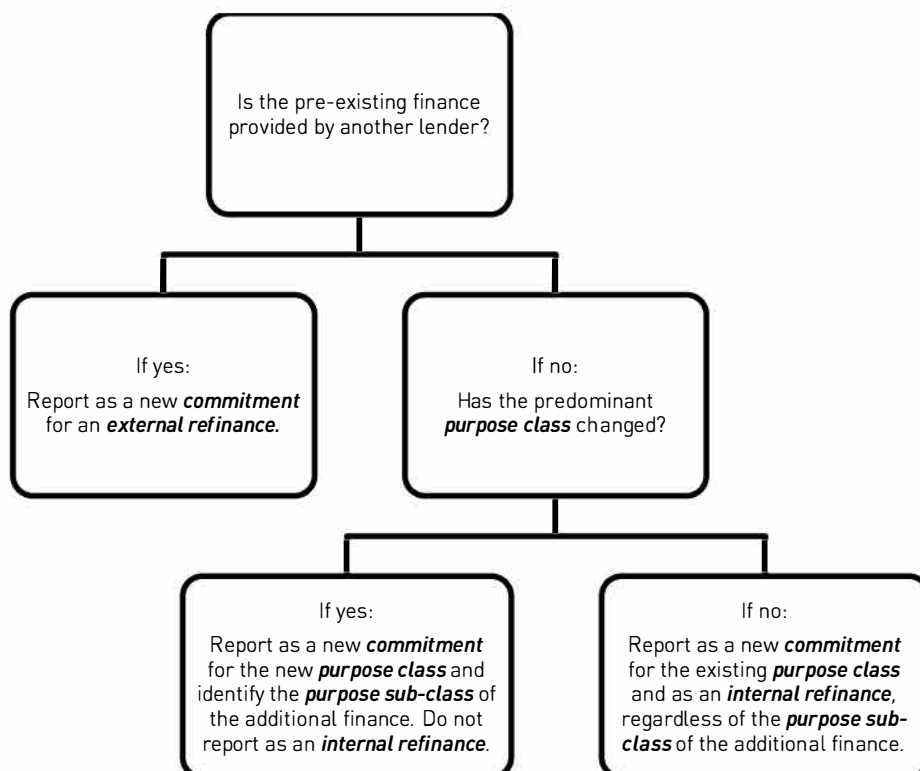 Is the pre-existing finance
provided by another lender?
If yes:
Report as a new commitment
for an external refinance.
If no:
Has the predominant
purpose class changed?
If yes:
Report as a new commitment
for the new purpose class and
identify the purpose sub-class of
the additional finance. Do not
report as an internal refinance.
If no:
Report as a new commitment
for the existing purpose class
and as an internal refinance,
regardless of the purpose sub-
class of the additional finance.